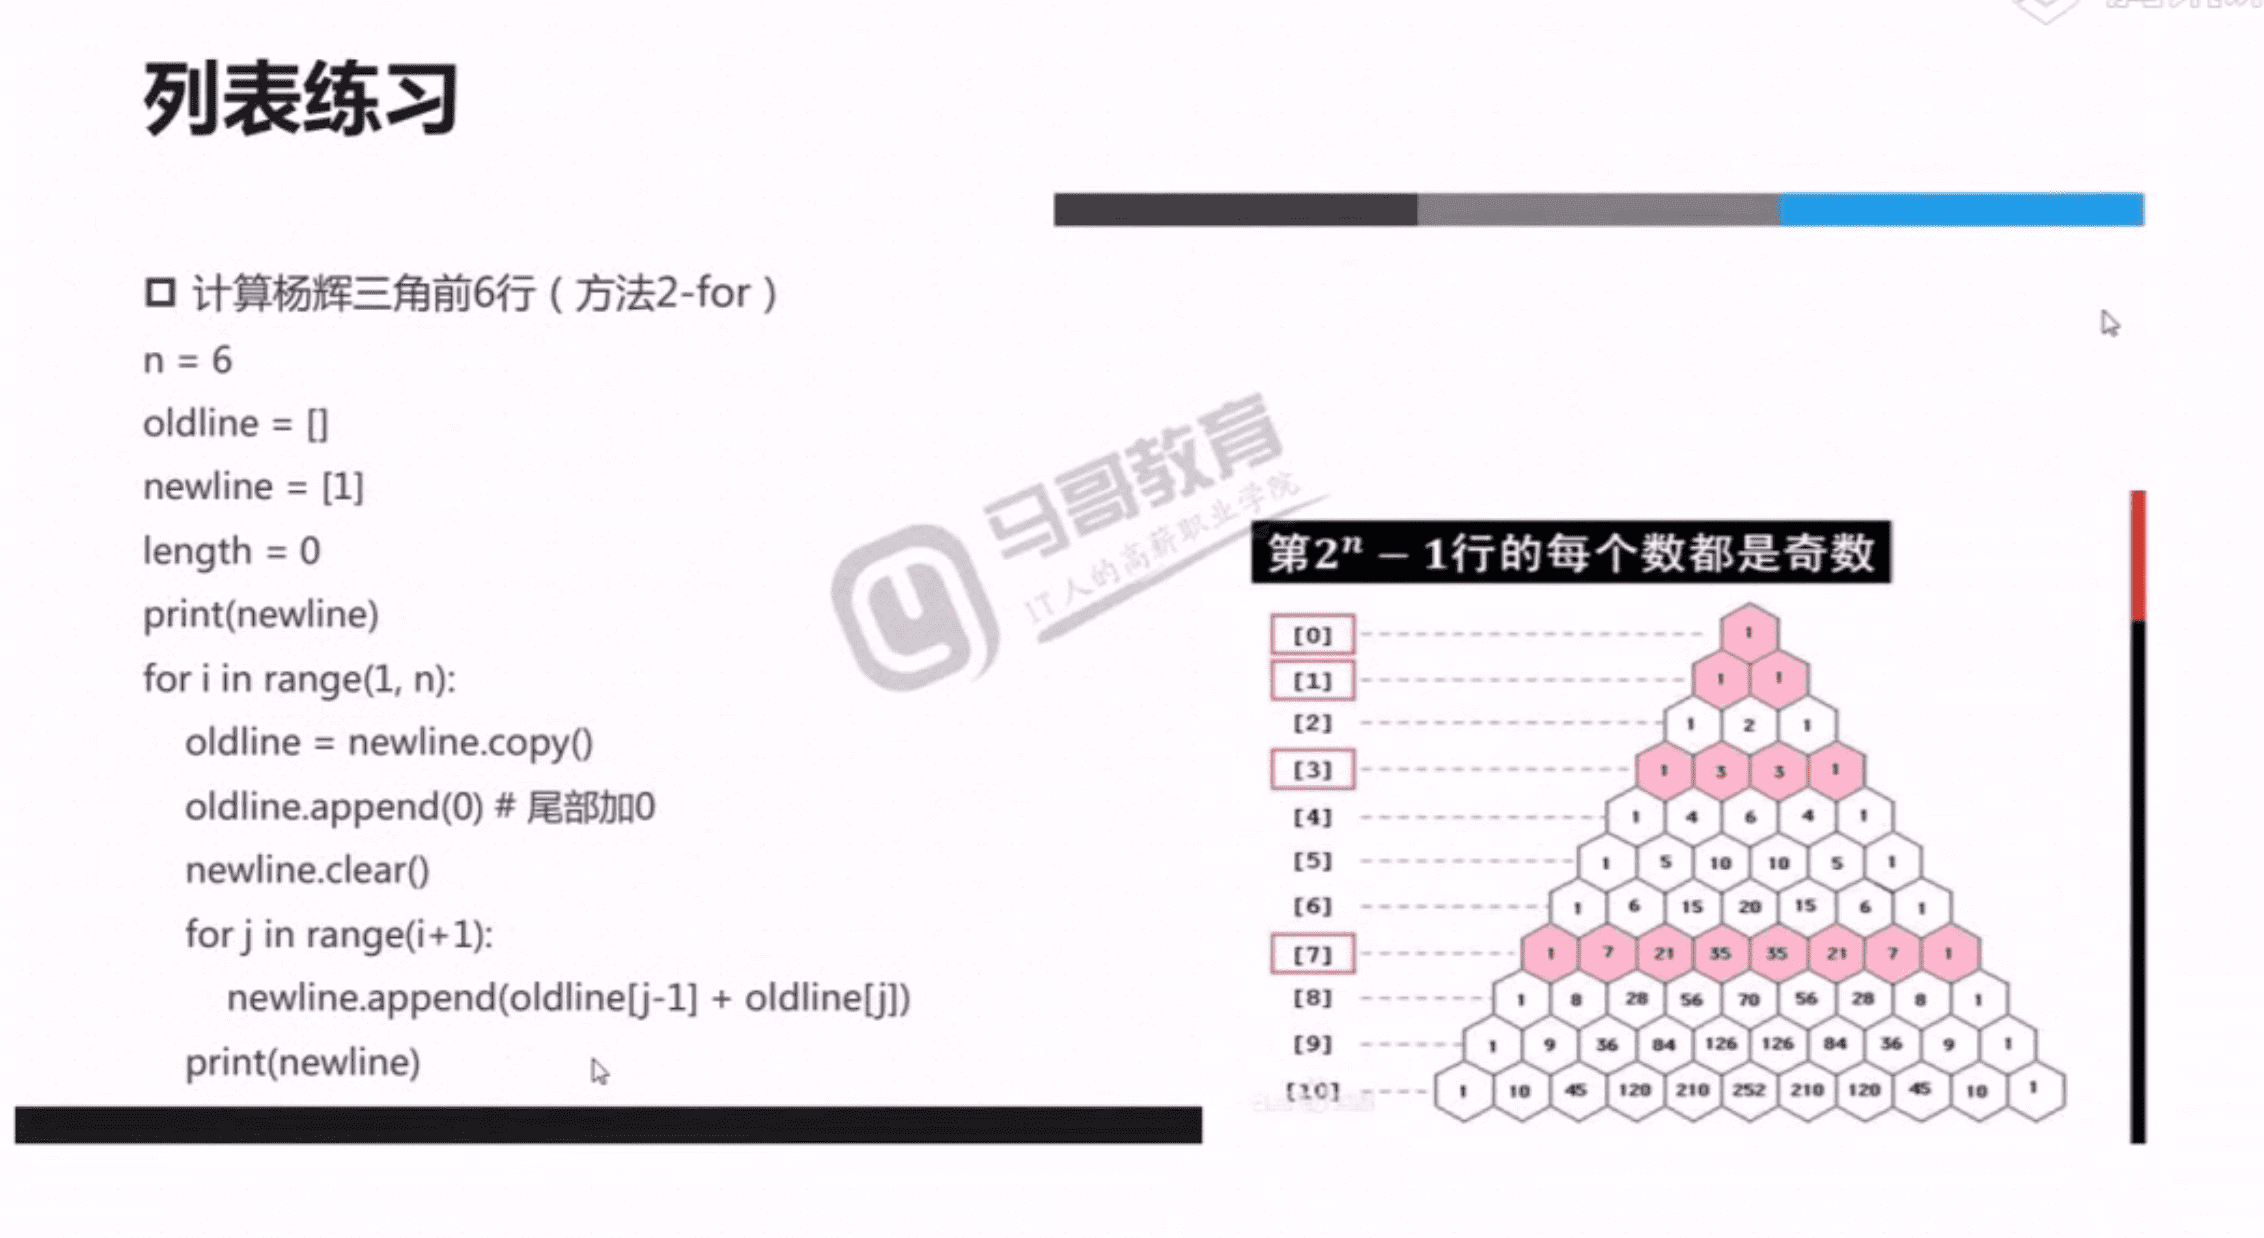 列表练习
计算杨辉三角前6行（方法2-for）
n = 6
oldline = []
newline = [1]
length = 0
print(newline)
for i in range(1, n):
oldline = newline.copy()
oldline.append(0) # 尾部加0
newline.clear()
for j in range(i+1):
newline.append(oldline[j-1] + oldline[j])
print(newline)
马哥教育
IT人的高薪职业学院
第2ⁿ − 1行的每个数都是奇数
[0] 1
[1] 1 1
[2] 1 2 1
[3] 1 3 3 1
[4] 1 4 6 4 1
[5] 1 5 10 10 5 1
[6] 1 6 15 20 15 6 1
[7] 1 7 21 35 35 21 7 1
[8] 1 8 28 56 70 56 28 8 1
[9] 1 9 36 84 126 126 84 36 9 1
[10] 1 10 45 120 210 252 210 120 45 10 1